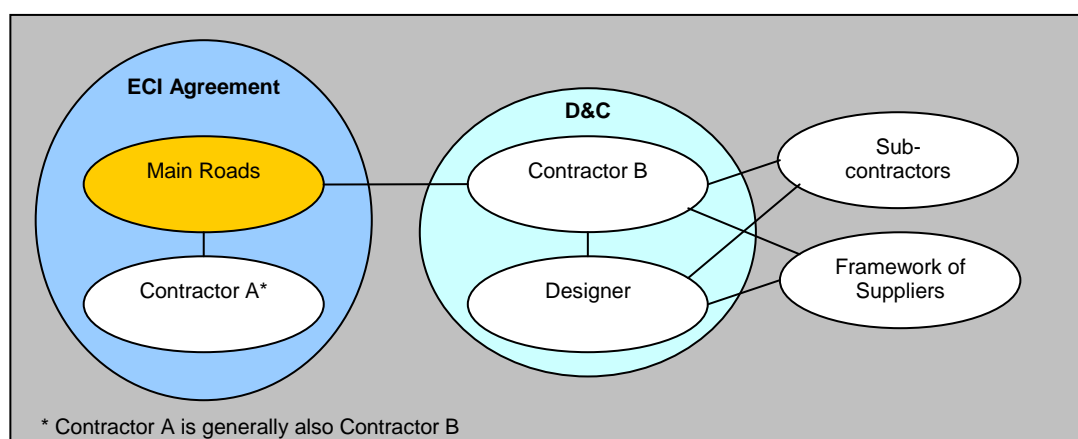 ECI Agreement
Main Roads
Contractor A*
D&C
Contractor B
Designer
Sub-
contractors
Framework of
Suppliers
* Contractor A is generally also Contractor B